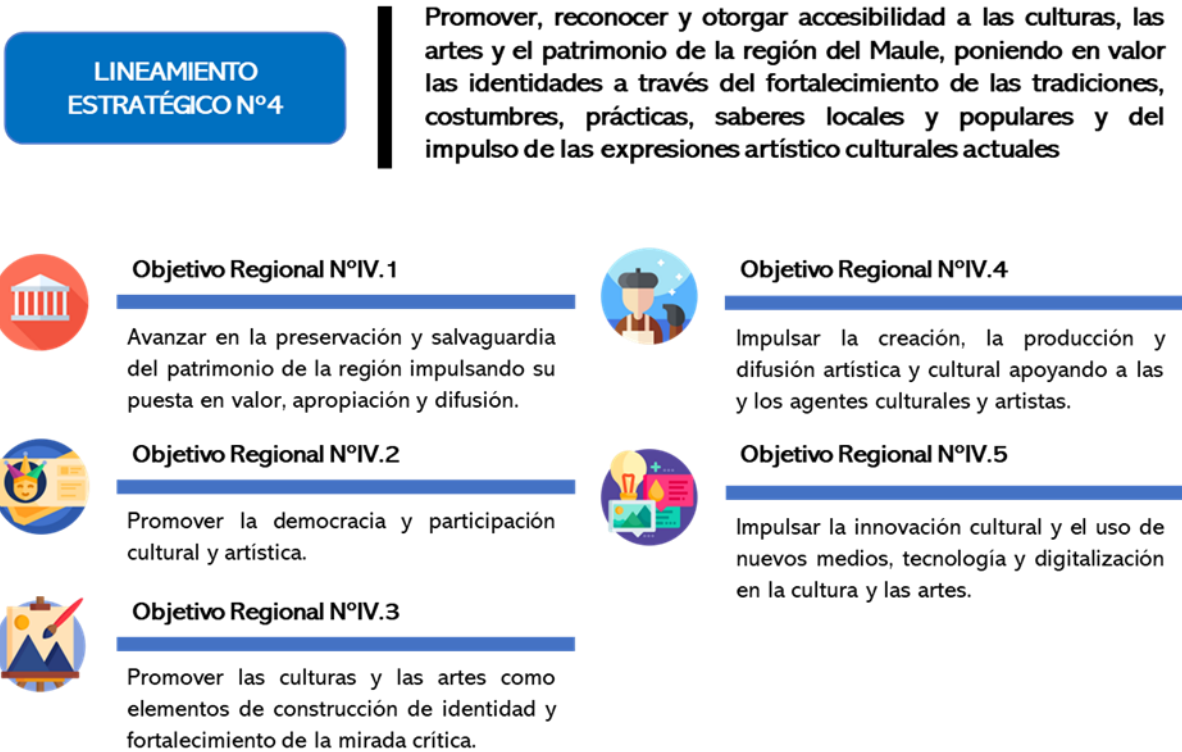 LINEAMIENTO
ESTRATÉGICO Nº4
Promover, reconocer y otorgar accesibilidad a las culturas, las
artes y el patrimonio de la región del Maule, poniendo en valor
las identidades a través del fortalecimiento de las tradiciones,
costumbres, prácticas, saberes locales y populares y del
impulso de las expresiones artístico culturales actuales
Objetivo Regional NºIV.1
Avanzar en la preservación y salvaguardia
del patrimonio de la región impulsando su
puesta en valor, apropiación y difusión.
Objetivo Regional NºIV.2
Promover la democracia y participación
cultural y artística.
Objetivo Regional NºIV.3
Promover las culturas y las artes como
elementos de construcción de identidad y
fortalecimiento de la mirada crítica.
Objetivo Regional NºIV.4
Impulsar la creación, la producción y
difusión artística y cultural apoyando a las
y los agentes culturales y artistas.
Objetivo Regional NºIV.5
Impulsar la innovación cultural y el uso de
nuevos medios, tecnología y digitalización
en la cultura y las artes.